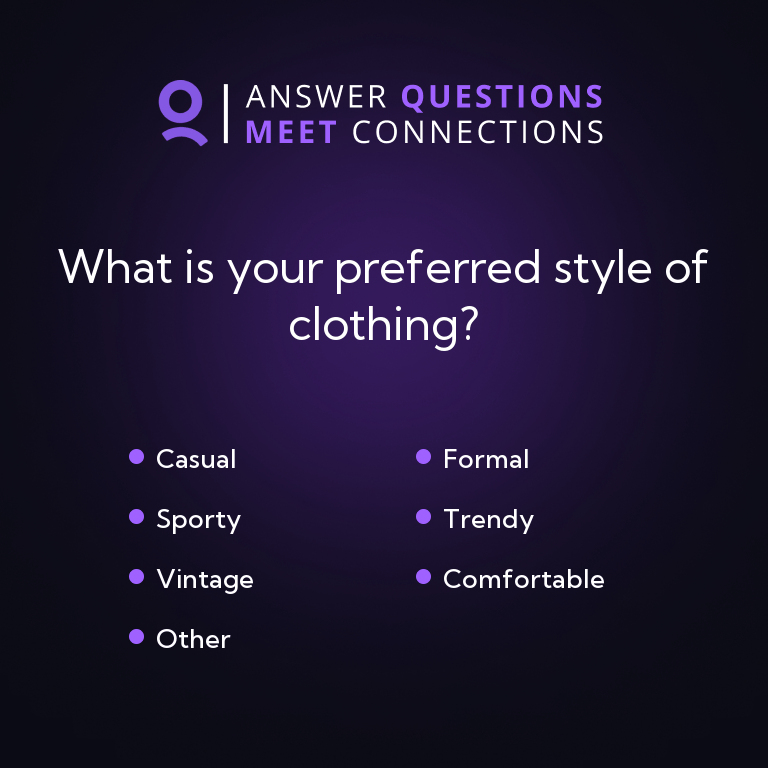 ANSWER QUESTIONS
MEET CONNECTIONS
What is your preferred style of
clothing?
Casual
Formal
Sporty
Trendy
Vintage
Comfortable
Other